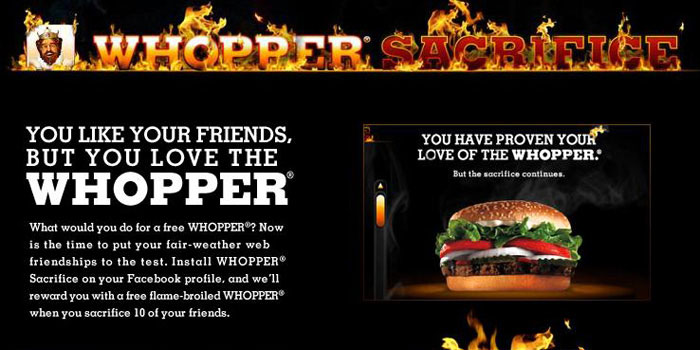 WHOPPER® SACRIFICE
YOU LIKE YOUR FRIENDS,
BUT YOU LOVE THE
WHOPPER®
What would you do for a free WHOPPER®? Now
is the time to put your fair-weather web
friendships to the test. Install WHOPPER®
Sacrifice on your Facebook profile, and we'll
reward you with a free flame-broiled WHOPPER®
when you sacrifice 10 of your friends.
YOU HAVE PROVEN YOUR
LOVE OF THE WHOPPER.®
But the sacrifice continues.